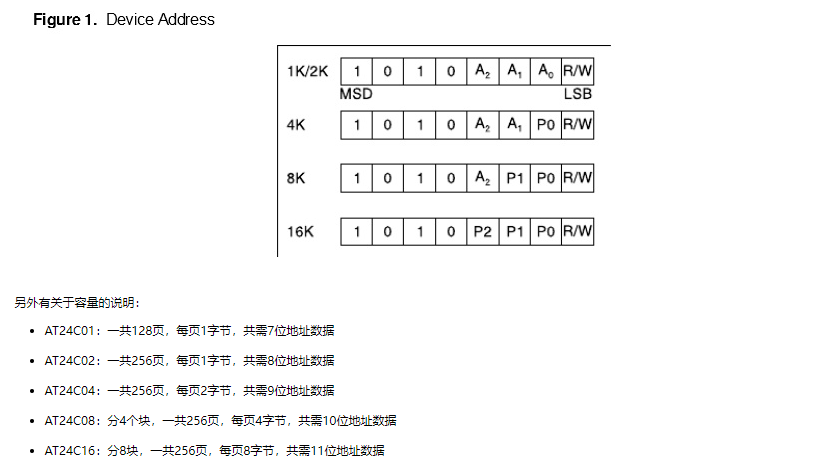 Figure 1. Device Address
1K/2K 1 0 1 0 A₂ A₁ A₀ R/W
MSD LSB
4K 1 0 1 0 A₂ A₁ P0 R/W
8K 1 0 1 0 A₂ P1 P0 R/W
16K 1 0 1 0 P2 P1 P0 R/W
另外有关于容量的说明：
• AT24C01：一共128页，每页1字节，共需7位地址数据
• AT24C02：一共256页，每页1字节，共需8位地址数据
• AT24C04：一共256页，每页2字节，共需9位地址数据
• AT24C08：分4个块，一共256页，每页4字节，共需10位地址数据
• AT24C16：分8块，一共256页，每页8字节，共需11位地址数据